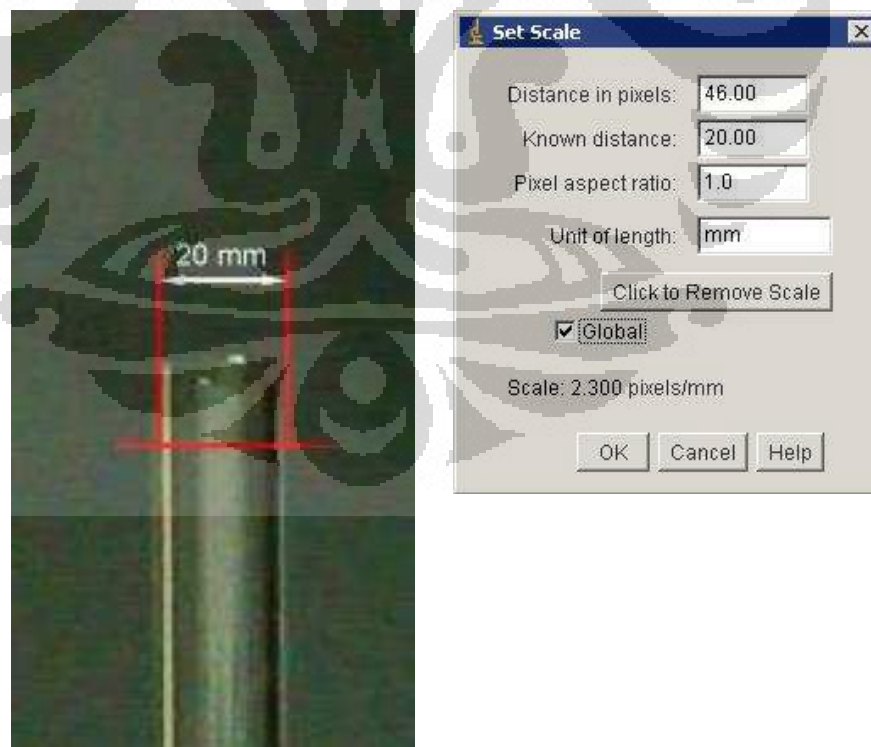 20 mm
Set Scale
Distance in pixels: 46.00
Known distance: 20.00
Pixel aspect ratio: 1.0
Unit of length: mm
Click to Remove Scale
Global
Scale: 2.300 pixels/mm
OK Cancel Help